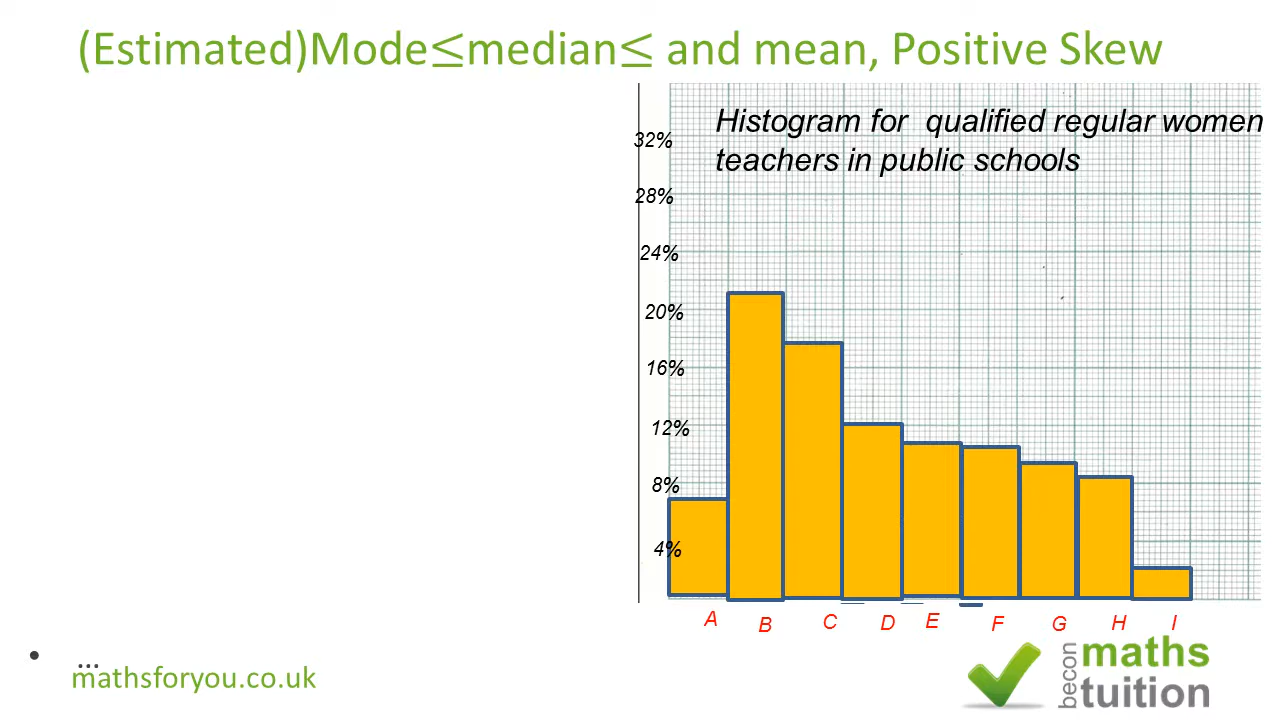 (Estimated)Mode≤median≤ and mean, Positive Skew
Histogram for qualified regular women
teachers in public schools
32%
28%
24%
20%
16%
12%
8%
4%
A B C D E F G H I
• ...
mathsforyou.co.uk
becon
maths
tuition